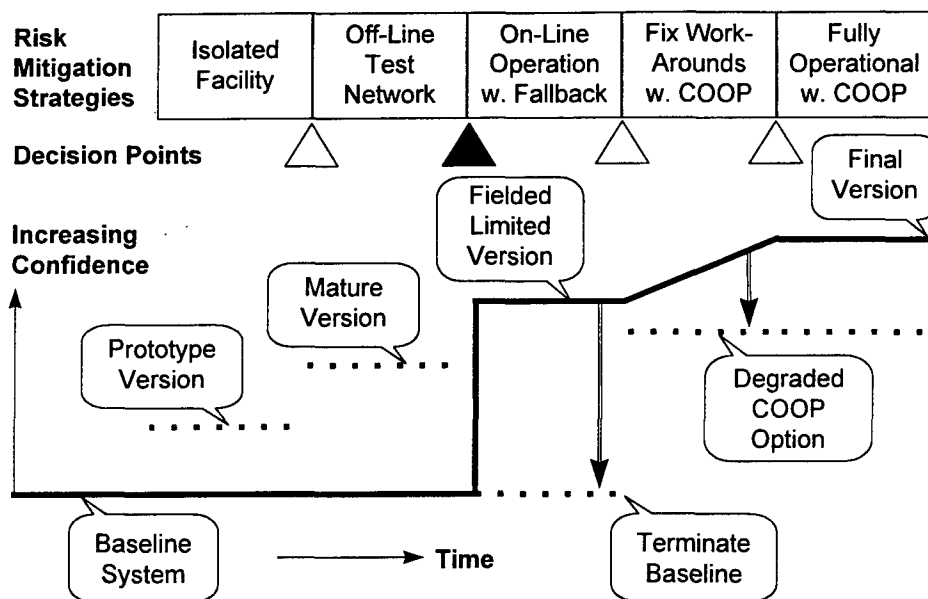 Risk
Mitigation
Strategies
Isolated
Facility
Off-Line
Test
Network
On-Line
Operation
w. Fallback
Fix Work-
Arounds
w. COOP
Fully
Operational
w. COOP
Decision Points
Increasing
Confidence
Prototype
Version
Mature
Version
Fielded
Limited
Version
Final
Version
Degraded
COOP
Option
Baseline
System
Time
Terminate
Baseline